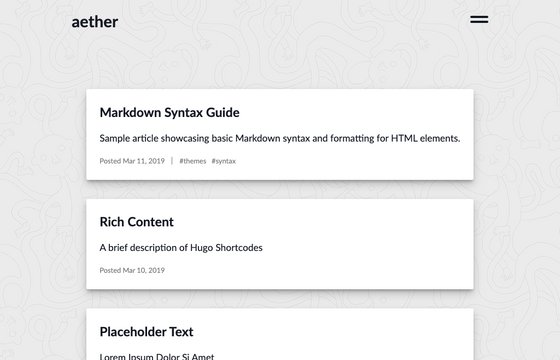 aether
Markdown Syntax Guide
Sample article showcasing basic Markdown syntax and formatting for HTML elements.
Posted Mar 11, 2019 | #themes #syntax
Rich Content
A brief description of Hugo Shortcodes
Posted Mar 10, 2019
Placeholder Text
Lorem Ipsum Dolor Si Amet